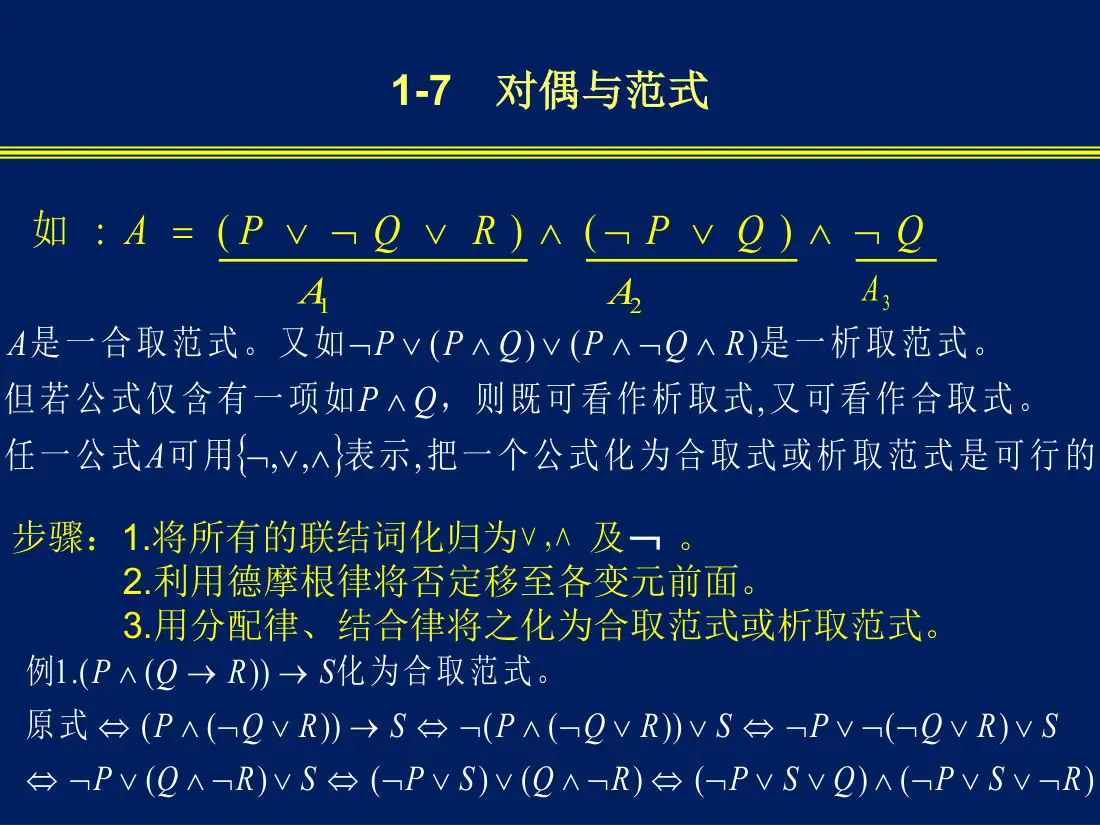 1-7 对偶与范式
如 : A = ( P ∨ ¬ Q ∨ R ) ∧ ( ¬ P ∨ Q ) ∧ ¬ Q
A₁ A₂ A₃
A是一合取范式。又如¬P∨(P∧Q)∨(P∧¬Q∧R)是一析取范式。
但若公式仅含有一项如P∧Q，则既可看作析取式,又可看作合取式。
任一公式A可用{¬,∨,∧}表示,把一个公式化为合取式或析取范式是可行的
步骤：1.将所有的联结词化归为∨,∧ 及¬ 。
2.利用德摩根律将否定移至各变元前面。
3.用分配律、结合律将之化为合取范式或析取范式。
例1.(P∧(Q→R))→S化为合取范式。
原式⇔(P∧(¬Q∨R))→S⇔¬(P∧(¬Q∨R))∨S⇔¬P∨¬(¬Q∨R)∨S
⇔¬P∨(Q∧¬R)∨S⇔(¬P∨S)∨(Q∧¬R)⇔(¬P∨S∨Q)∧(¬P∨S∨¬R)